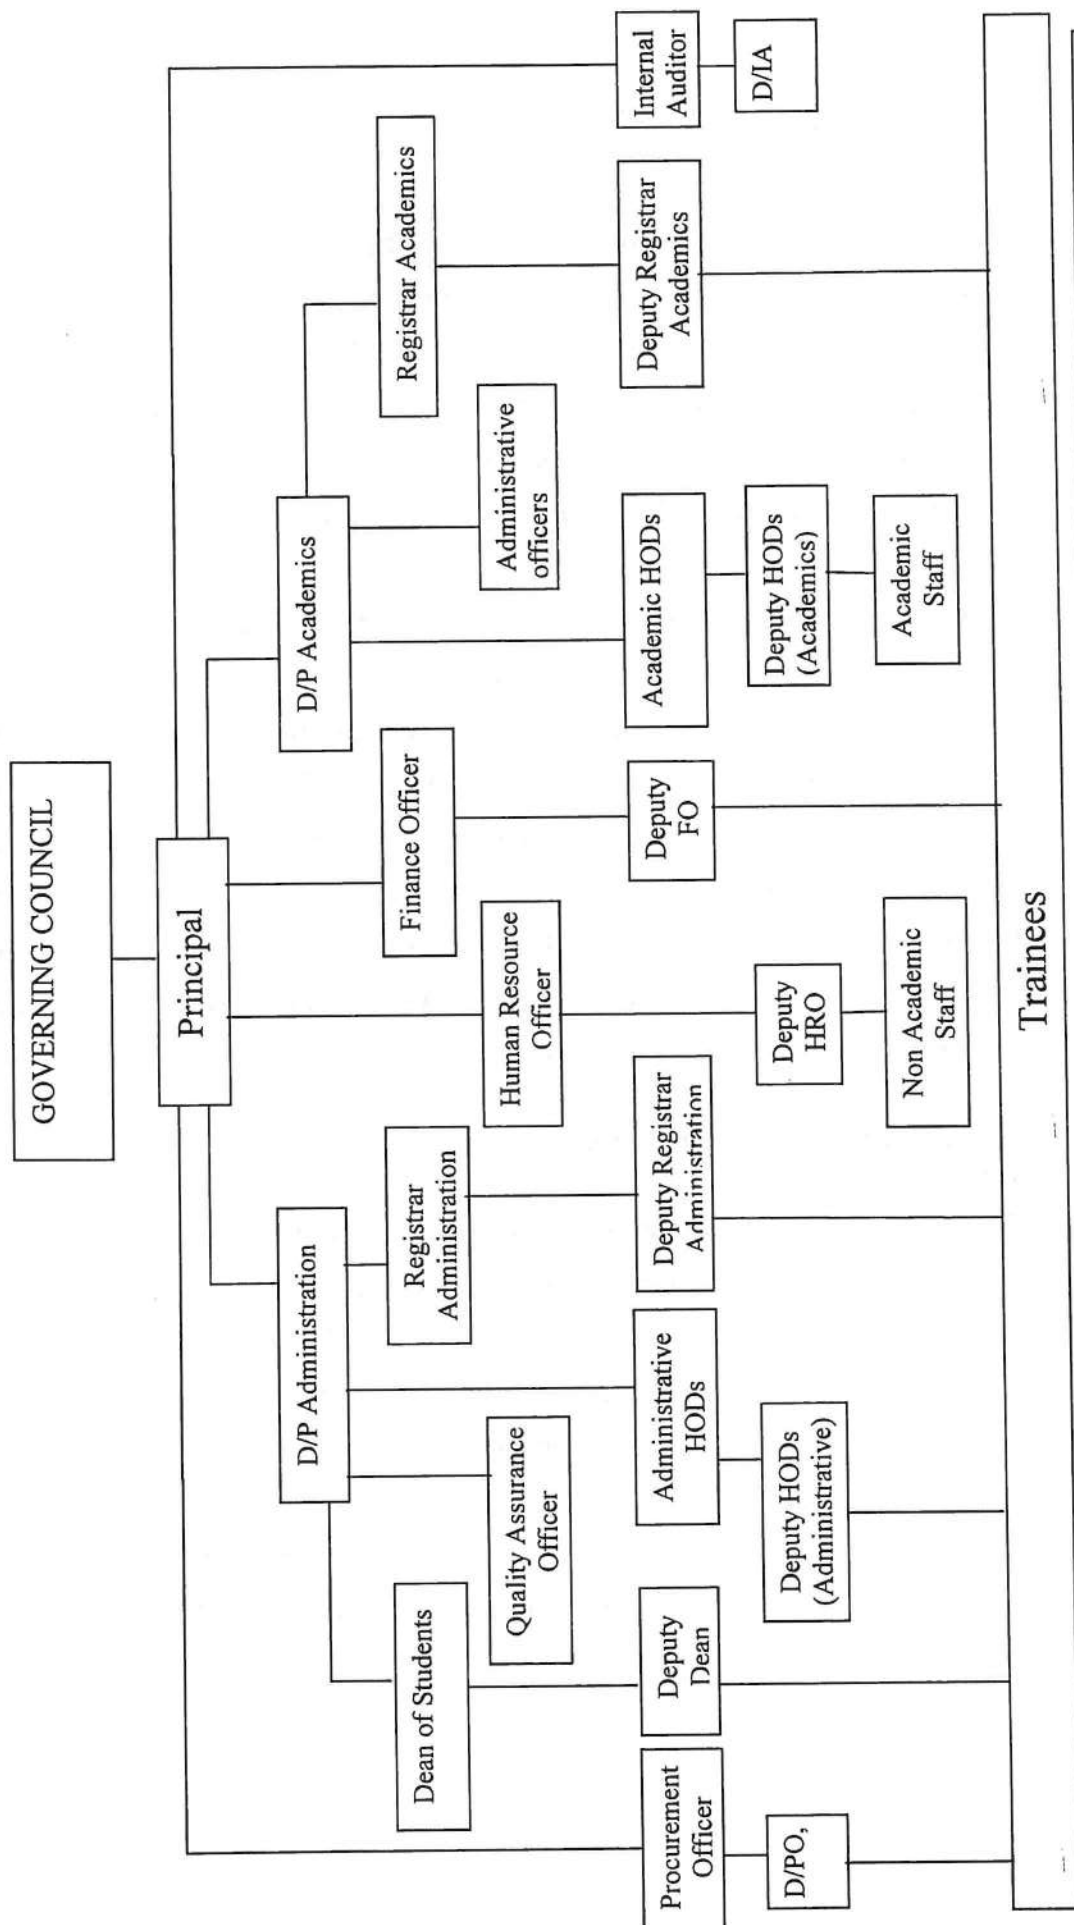 GOVERNING COUNCIL
Principal
D/P Administration
D/P Academics
Dean of Students
Registrar
Administration
Finance Officer
Registrar Academics
Quality Assurance
Officer
Human Resource
Officer
Administrative
officers
Procurement
Officer
Deputy
Dean
Administrative
HODs
Deputy Registrar
Administration
Deputy
FO
Academic HODs
Deputy Registrar
Academics
Internal
Auditor
D/PO,
Deputy HODs
(Administrative)
Deputy
HRO
Deputy HODs
(Academics)
D/IA
Non Academic
Staff
Academic
Staff
Trainees